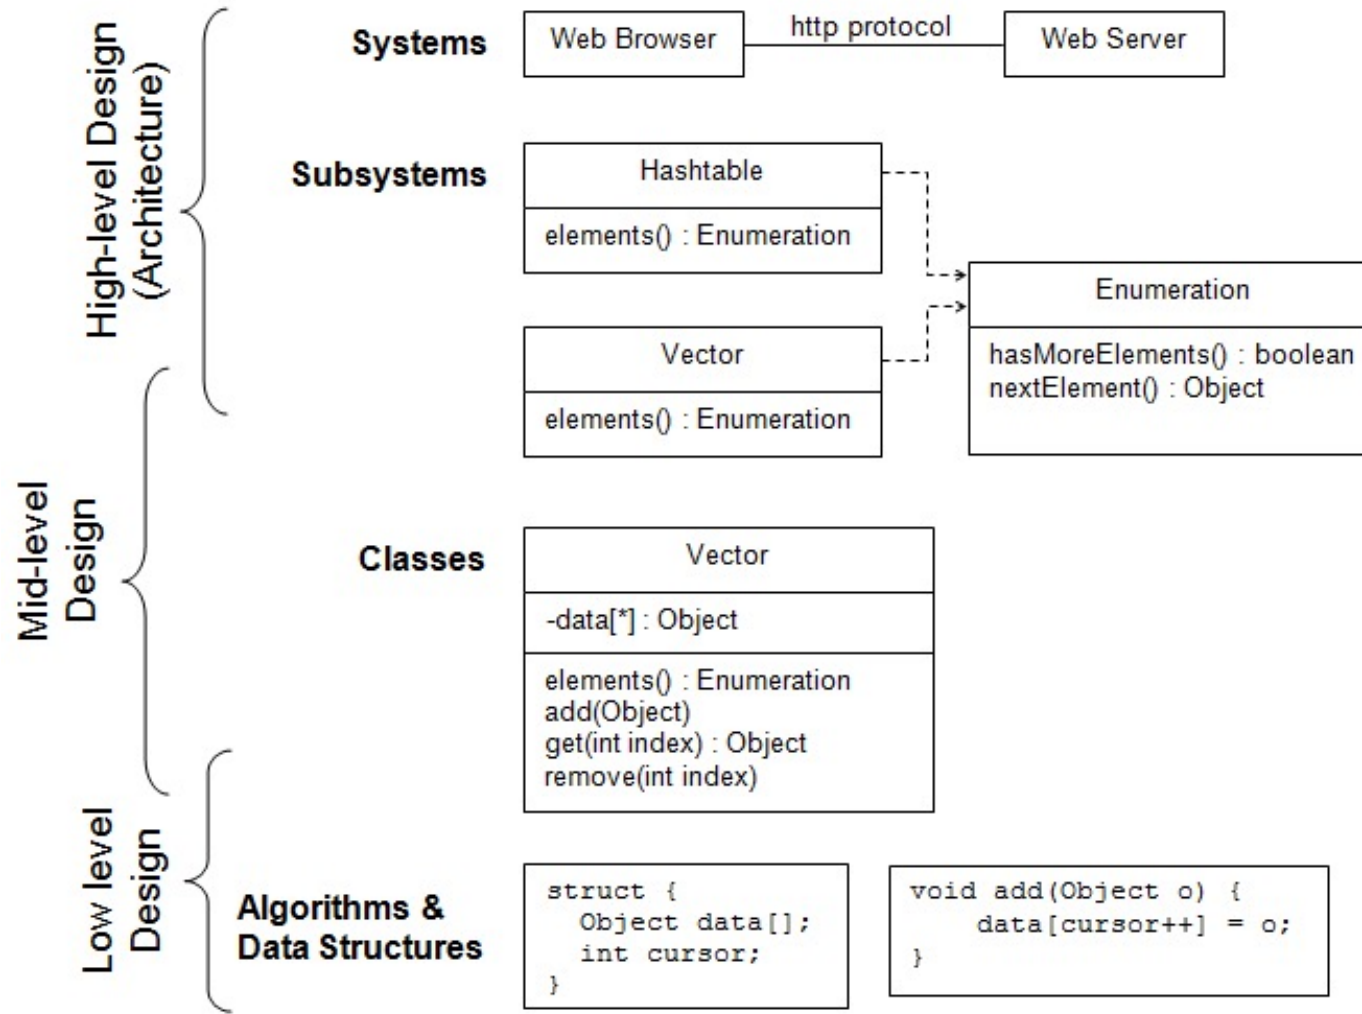 High-level Design
(Architecture)
Systems
Web Browser
http protocol
Web Server
Subsystems
Hashtable
elements() : Enumeration
Vector
elements() : Enumeration
Enumeration
hasMoreElements() : boolean
nextElement() : Object
Mid-level
Design
Classes
Vector
-data[*] : Object
elements() : Enumeration
add(Object)
get(int index) : Object
remove(int index)
Low level
Design
Algorithms &
Data Structures
struct {
Object data[];
int cursor;
}
void add(Object o) {
data[cursor++] = o;
}